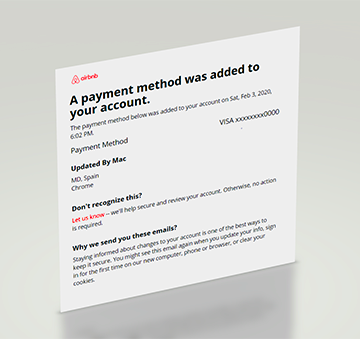 airbnb
A payment method was added to
your account.
The payment method below was added to your account on Sat, Feb 3, 2020,
6:02 PM.
Payment Method
VISA xxxxxxxx0000
Updated By Mac
MD, Spain
Chrome
Don't recognize this?
Let us know -- we'll help secure and review your account. Otherwise, no action
is required.
Why we send you these emails?
Staying informed about changes to your account is one of the best ways to
keep it secure. You might see this email again when you update your info, sign
in for the first time on our new computer, phone or browser, or clear your
cookies.